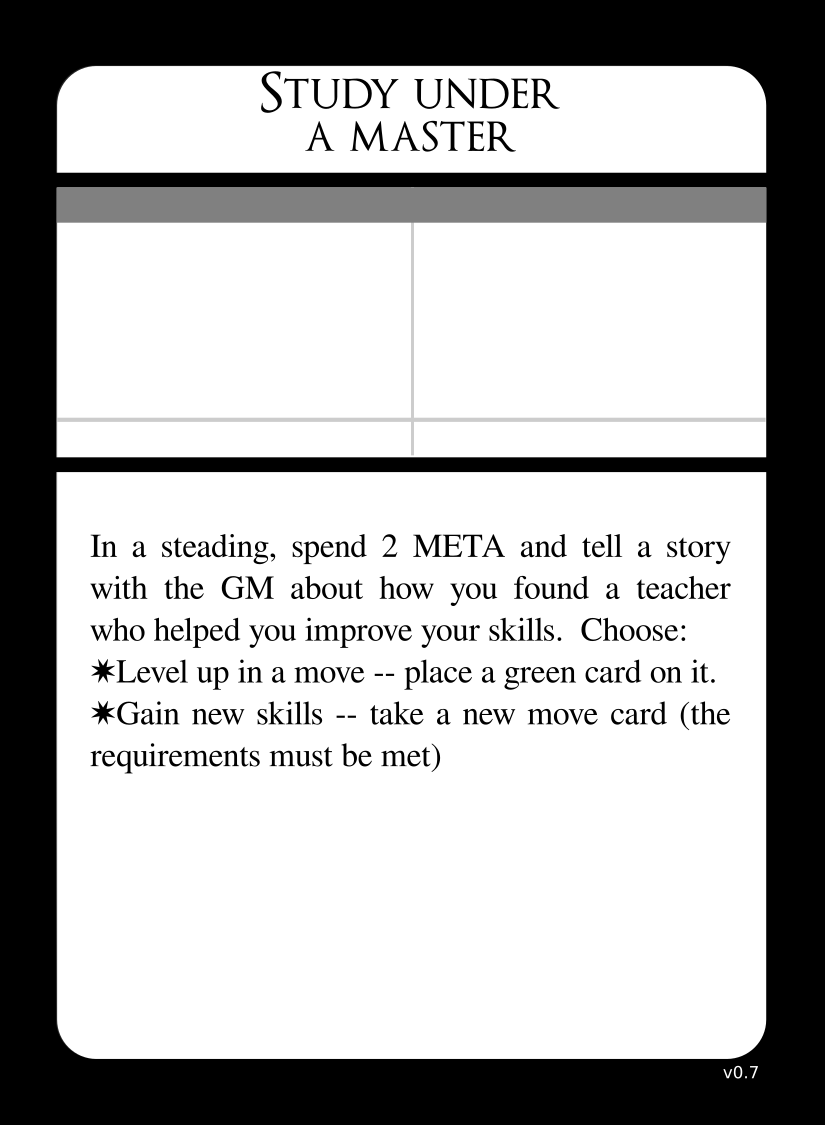 Study under
a master
In a steading, spend 2 META and tell a story
with the GM about how you found a teacher
who helped you improve your skills.  Choose:
✷Level up in a move -- place a green card on it.
✷Gain new skills -- take a new move card (the
requirements must be met)
v0.7